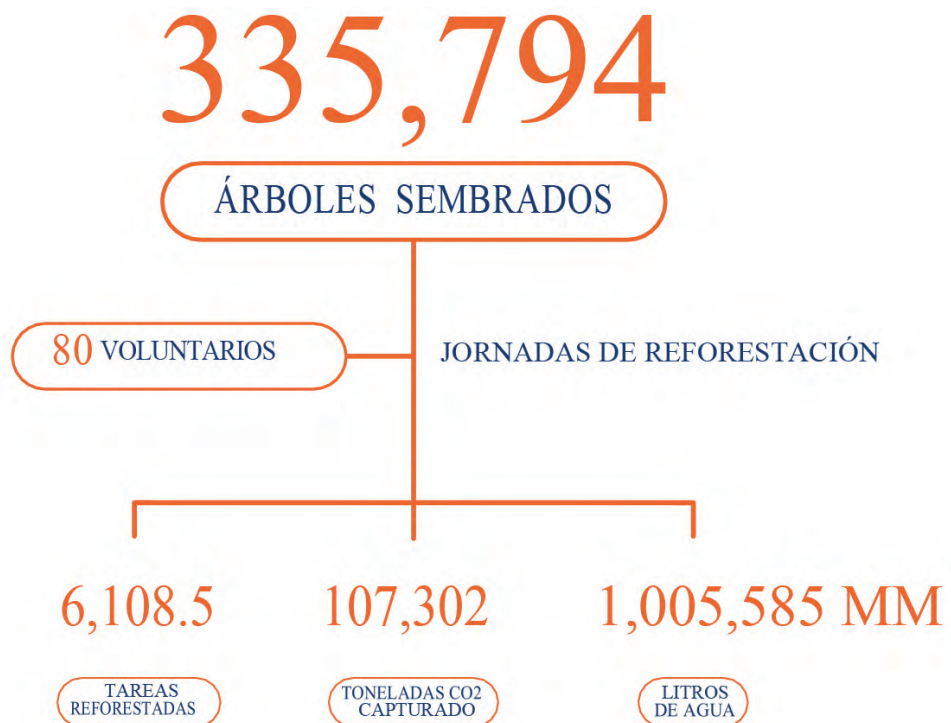 335,794
ÁRBOLES SEMBRADOS
80 VOLUNTARIOS
JORNADAS DE REFORESTACIÓN
6,108.5
107,302
1,005,585 MM
TAREAS
REFORESTADAS
TONELADAS CO2
CAPTURADO
LITROS
DE AGUA